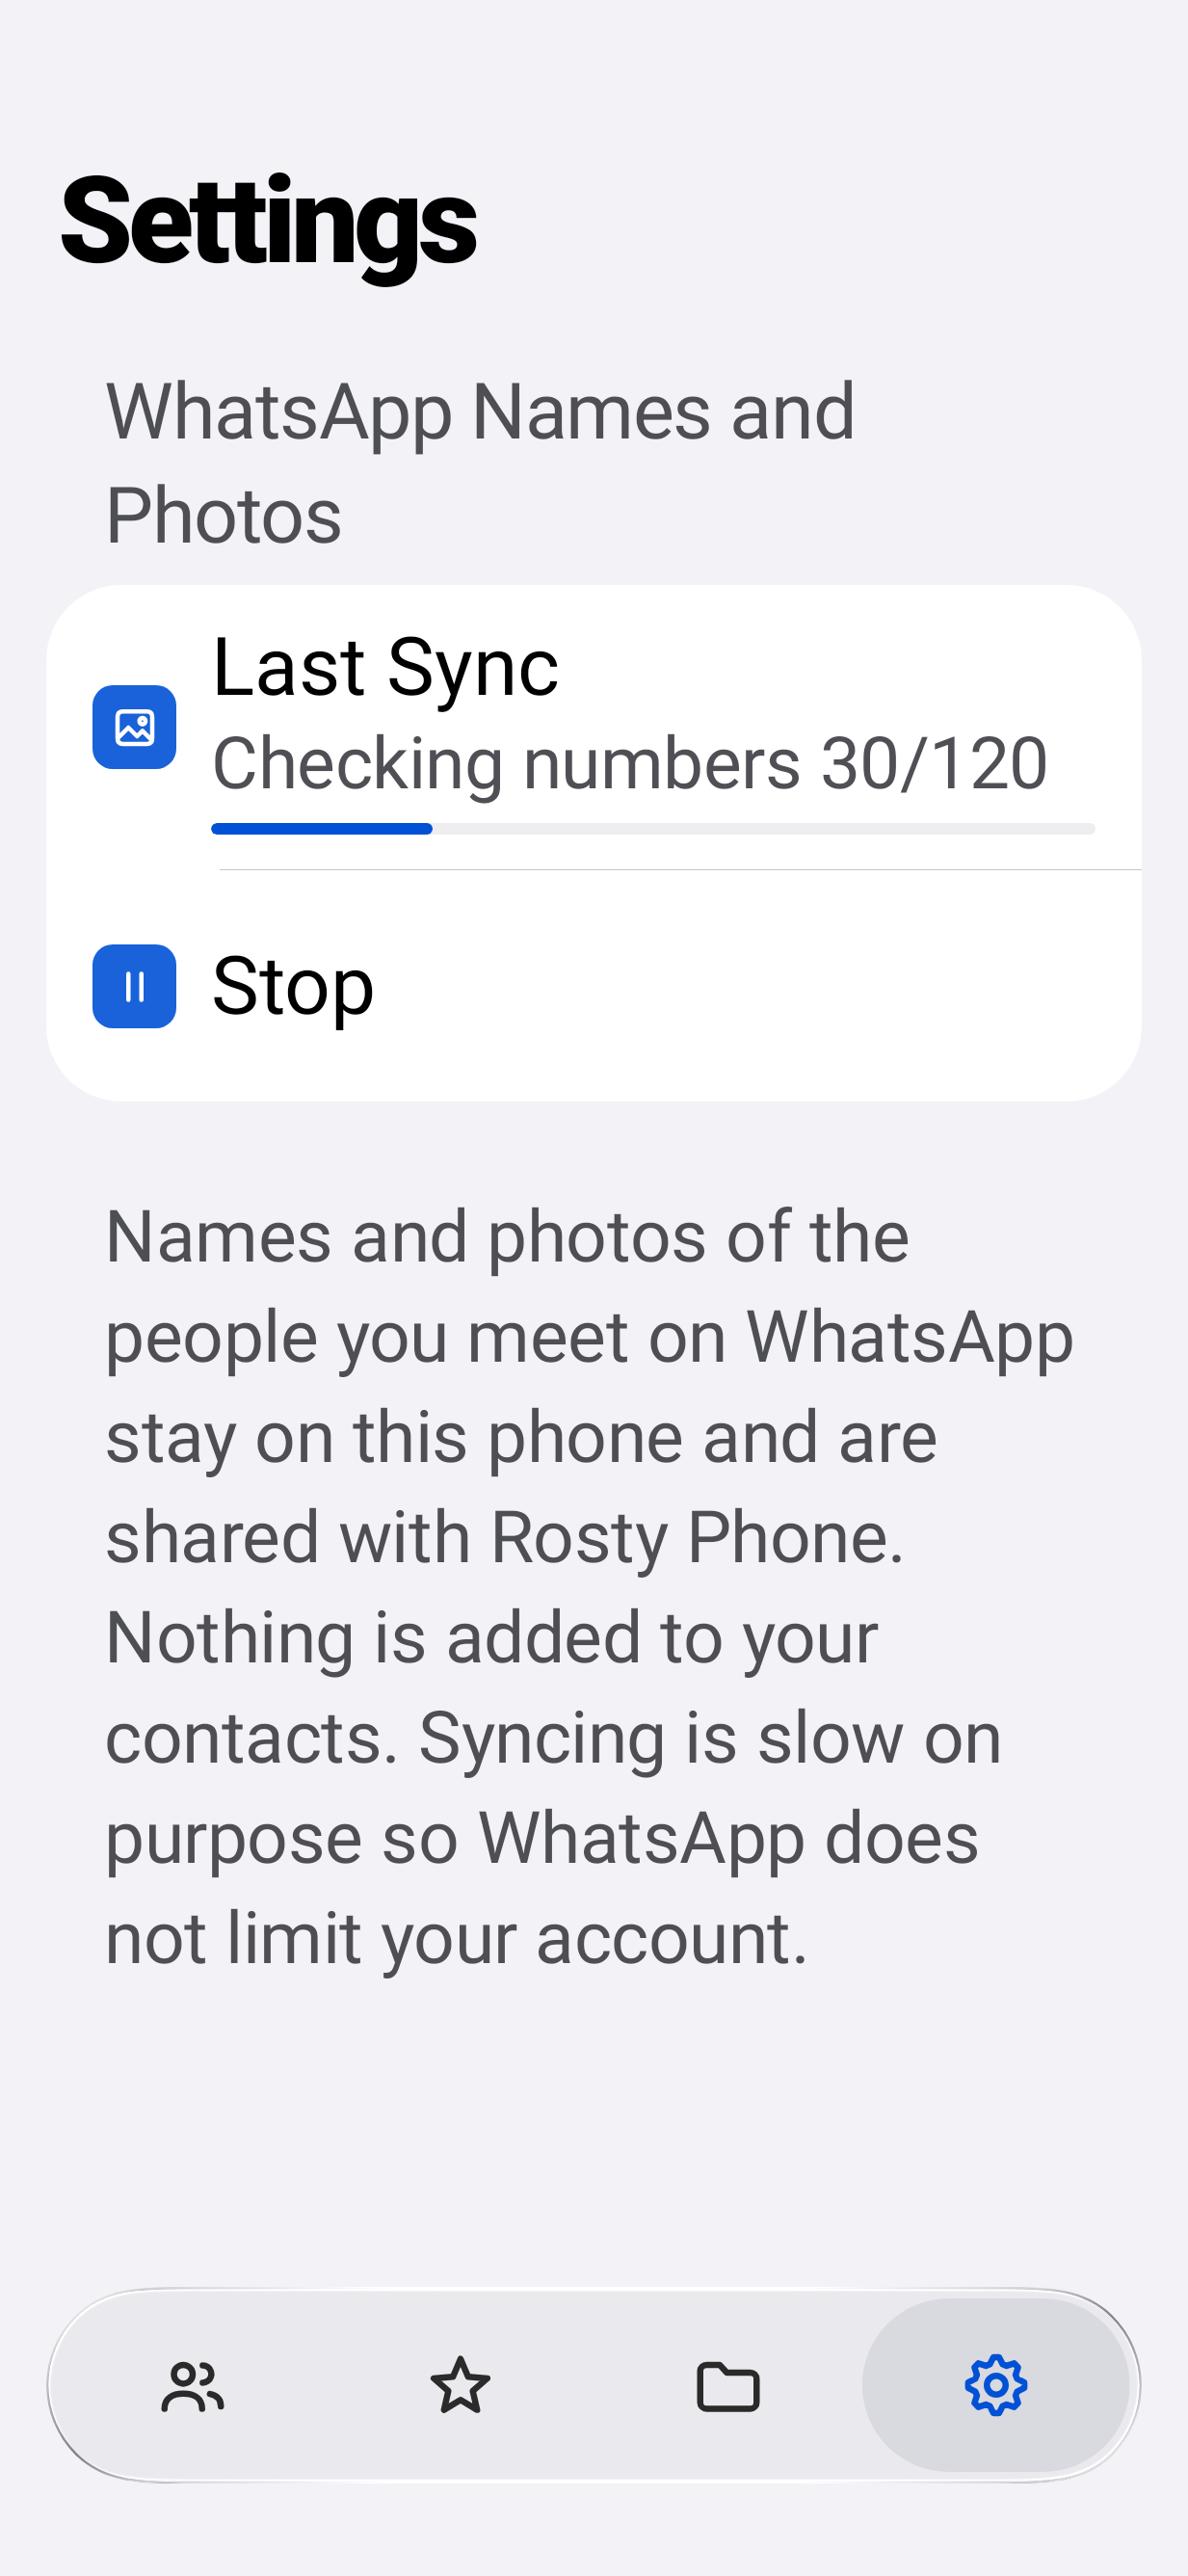 Settings
WhatsApp Names and
Photos
Last Sync
Checking numbers 30/120
Stop
Names and photos of the
people you meet on WhatsApp
stay on this phone and are
shared with Rosty Phone.
Nothing is added to your
contacts. Syncing is slow on
purpose so WhatsApp does
not limit your account.